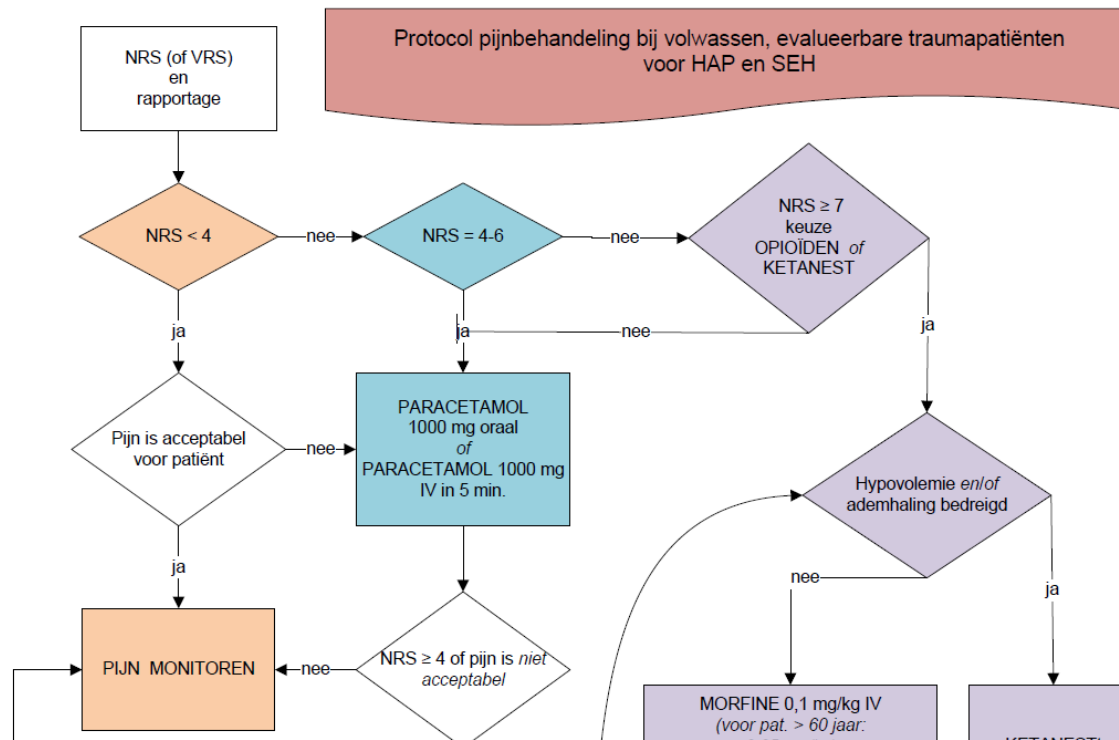 Protocol pijnbehandeling bij volwassen, evalueerbare traumapatiënten
voor HAP en SEH
NRS (of VRS)
en
rapportage
NRS < 4
nee
NRS = 4-6
nee
NRS ≥ 7
keuze
OPIOÏDEN of
KETANEST
ja
ja
nee
ja
Pijn is acceptabel
voor patiënt
nee
PARACETAMOL
1000 mg oraal
of
PARACETAMOL 1000 mg
IV in 5 min.
Hypovolemie en/of
ademhaling bedreigd
ja
nee
ja
PIJN MONITOREN
nee
NRS ≥ 4 of pijn is niet
acceptabel
MORFINE 0,1 mg/kg IV
(voor pat. > 60 jaar: